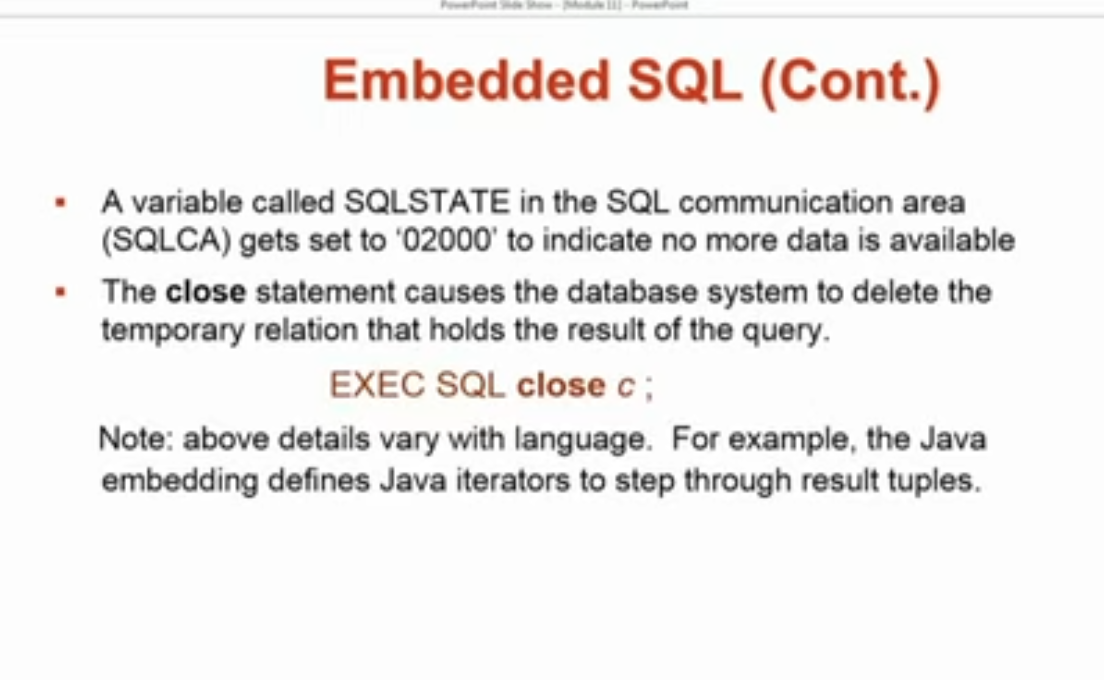 PowerPoint Slide Show - [Module 11] - PowerPoint
Embedded SQL (Cont.)
▪ A variable called SQLSTATE in the SQL communication area
(SQLCA) gets set to ‘02000’ to indicate no more data is available
▪ The close statement causes the database system to delete the
temporary relation that holds the result of the query.
EXEC SQL close c ;
Note: above details vary with language. For example, the Java
embedding defines Java iterators to step through result tuples.